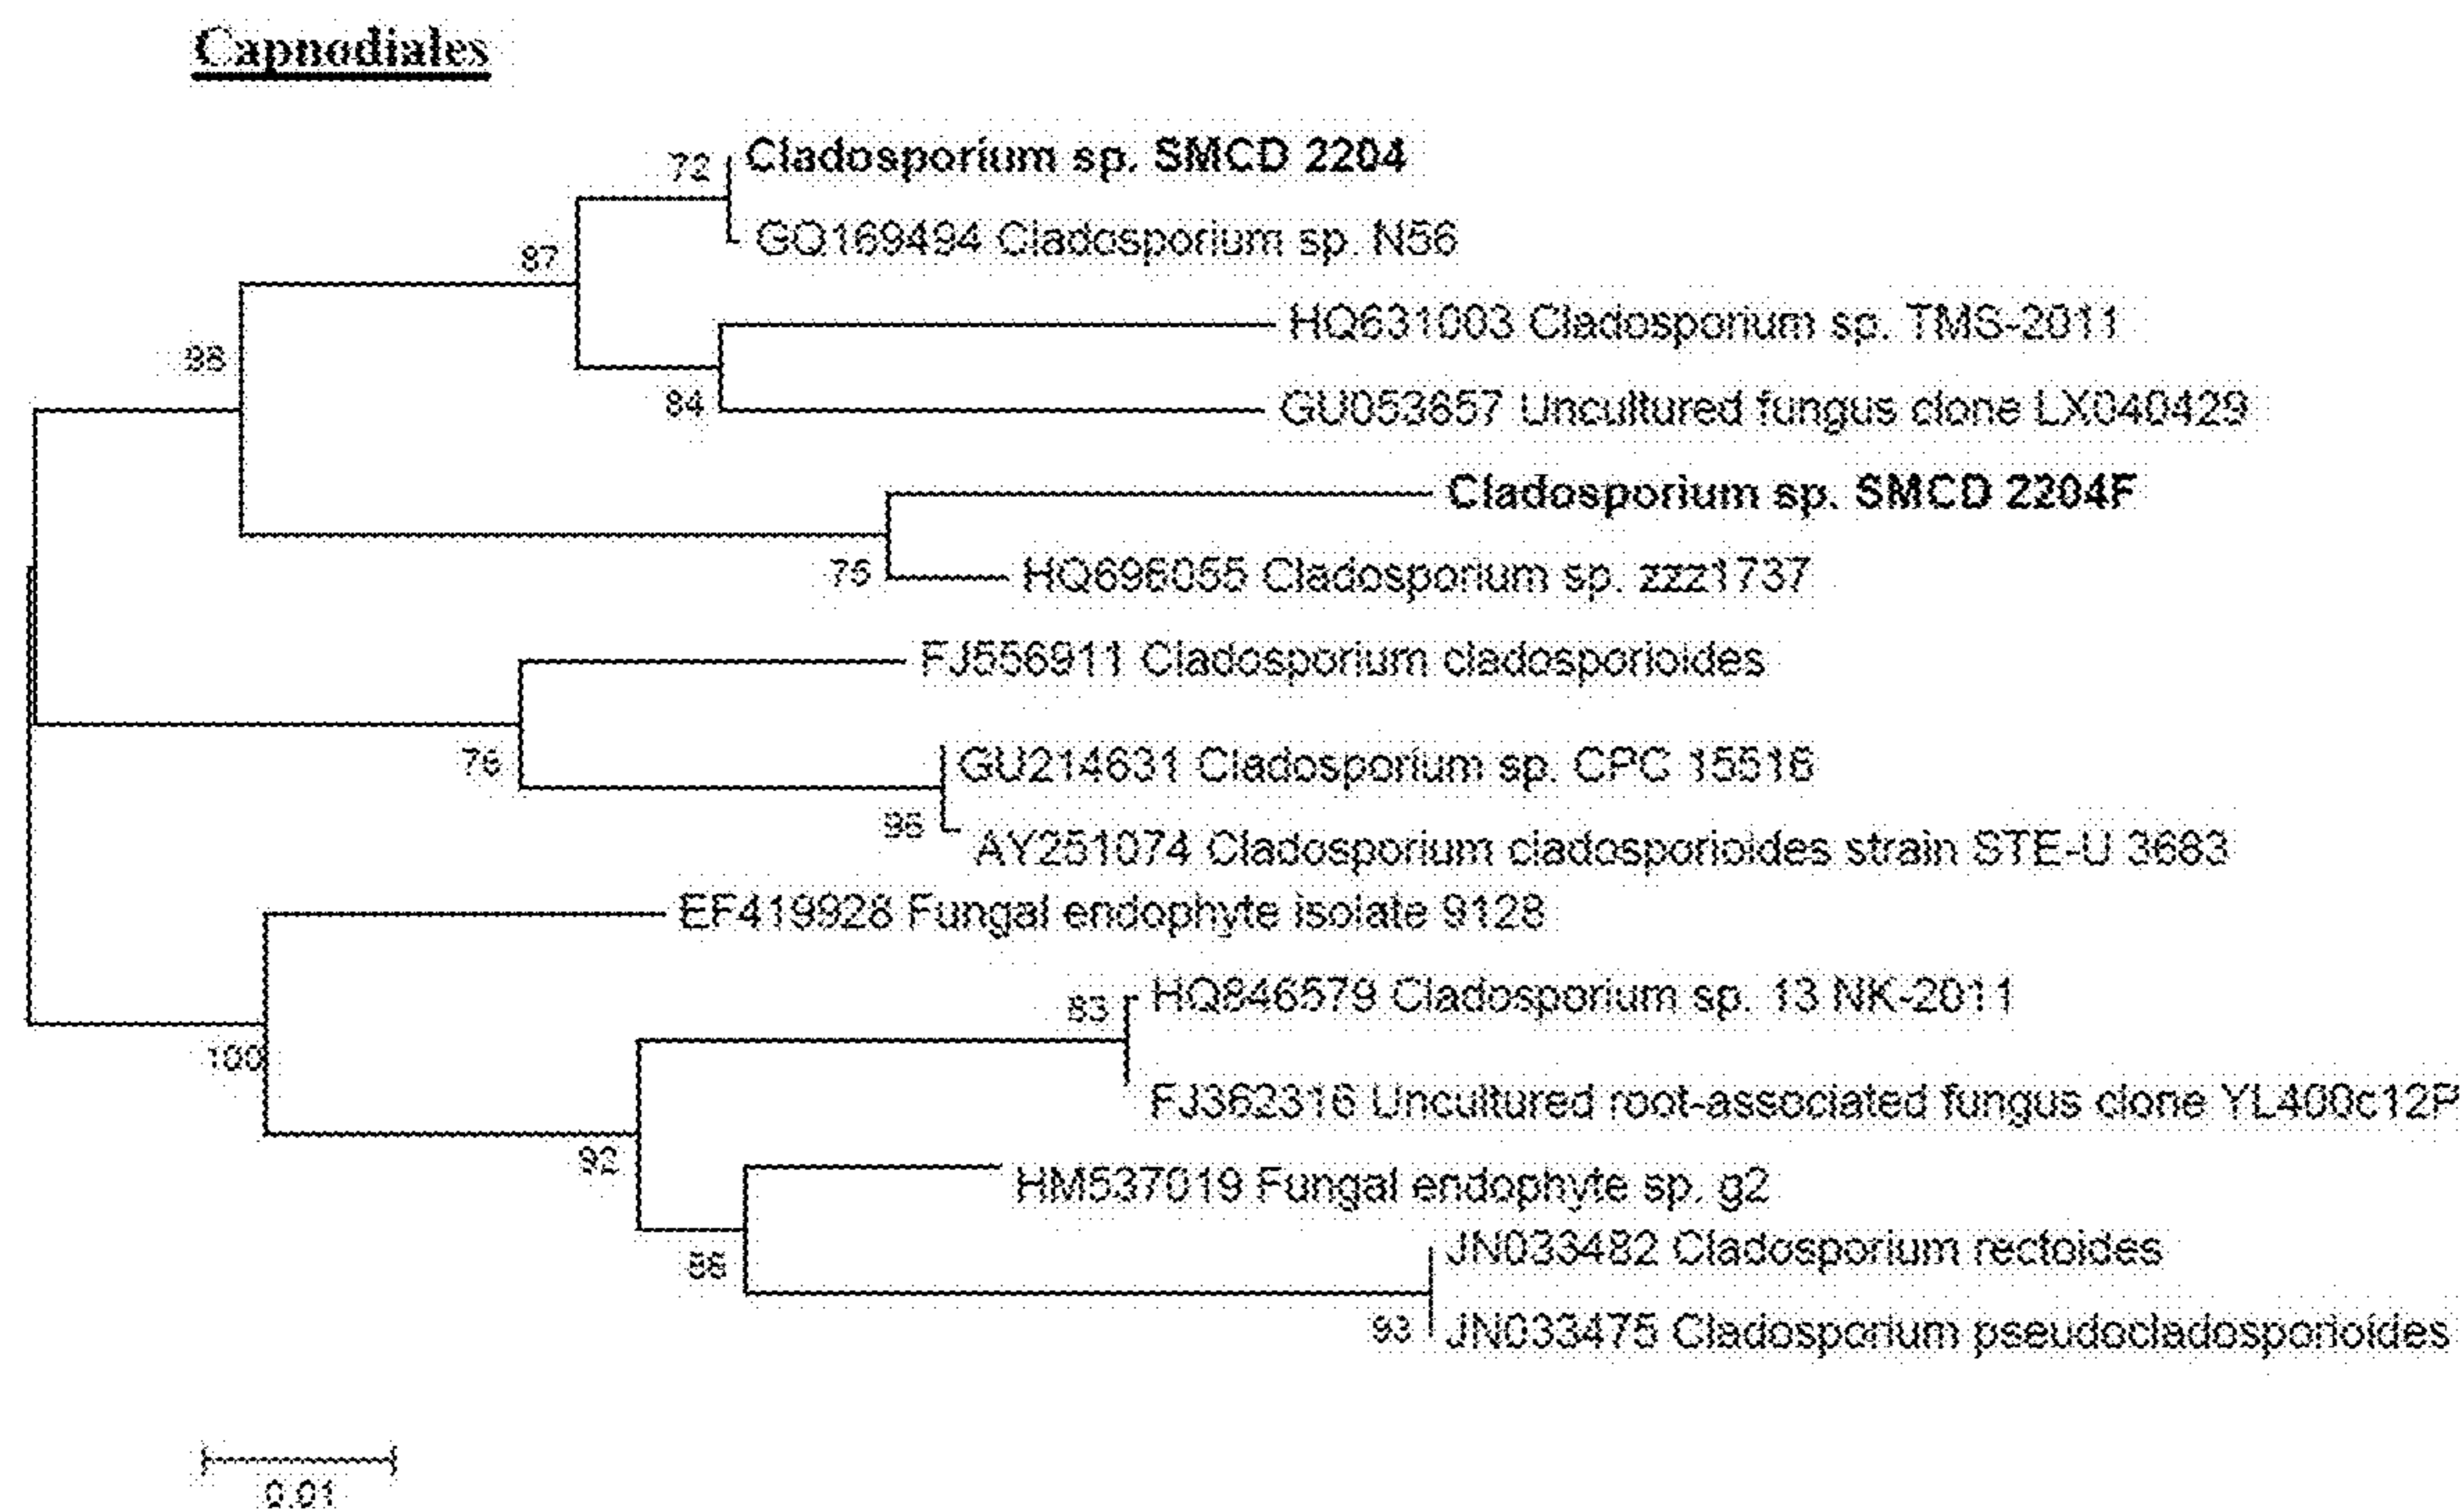 Capnodiales
72
Cladosporium sp. SMCD 2204
GQ169494 Cladosporium sp. N56
87
HQ631003 Cladosporium sp. TMS-2011
98
84
GU053657 Uncultured fungus clone LX040429
Cladosporium sp. SMCD 2204F
75
HQ696055 Cladosporium sp. zzz1737
FJ556911 Cladosporium cladosporioides
76
GU214631 Cladosporium sp. CPC 15516
96
AY251074 Cladosporium cladosporioides strain STE-U 3683
EF419928 Fungal endophyte isolate 9128
83
HQ846579 Cladosporium sp. 13 NK-2011
100
FJ362316 Uncultured root-associated fungus clone YL400c12P
92
HM537019 Fungal endophyte sp. g2
JN033482 Cladosporium rectoides
93
JN033475 Cladosporium pseudocladosporioides
0.01